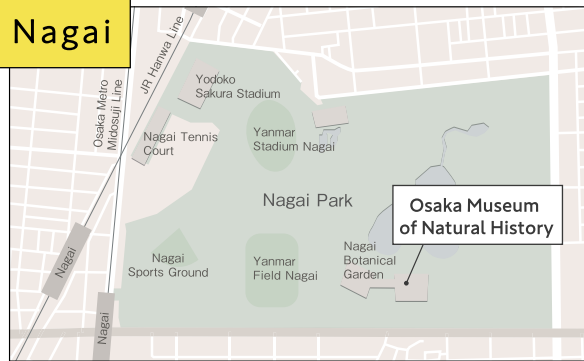 Nagai
JR Hanwa Line
Osaka Metro
Midosuji Line
Yodoko
Sakura Stadium
Nagai Tennis
Court
Yanmar
Stadium Nagai
Nagai Park
Osaka Museum
of Natural History
Nagai
Botanical
Garden
Nagai
Sports Ground
Yanmar
Field Nagai
Nagai
Nagai